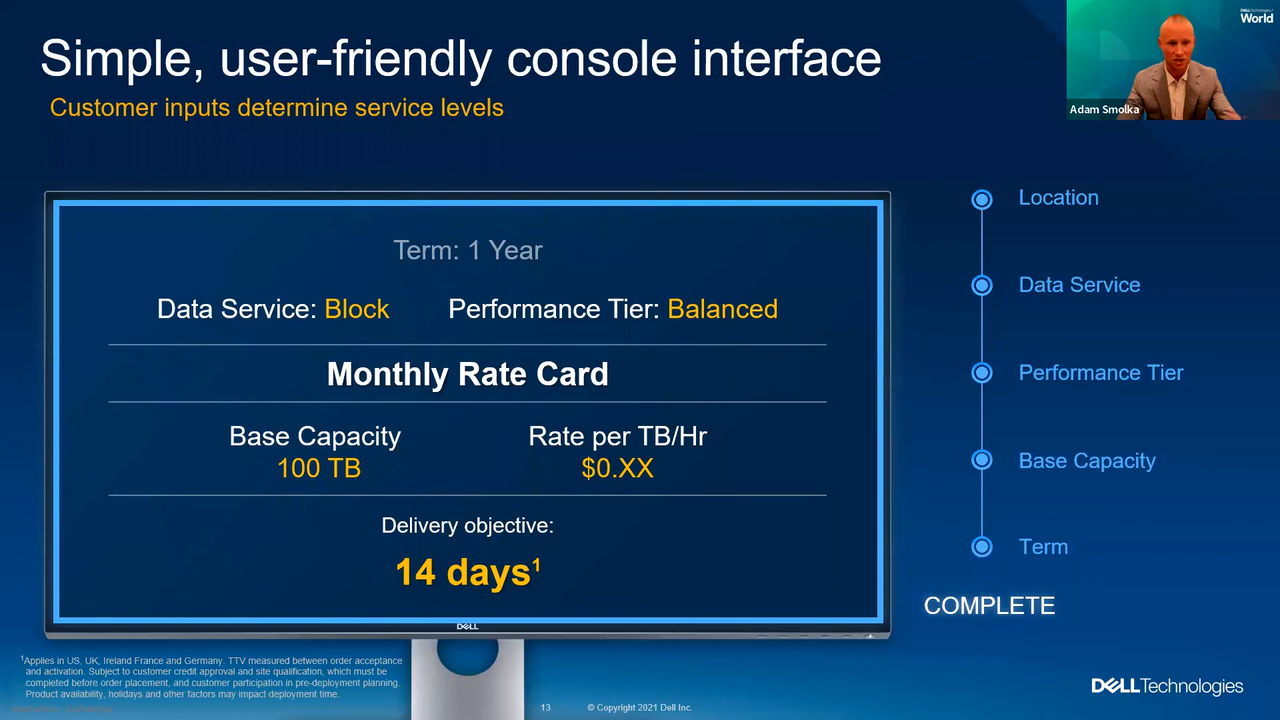 Simple, user-friendly console interface
Customer inputs determine service levels
DELLTechnologies
World
Adam Smolka
Term: 1 Year
Data Service: Block Performance Tier: Balanced
Monthly Rate Card
Base Capacity Rate per TB/Hr
100 TB $0.XX
Delivery objective:
14 days¹
DELL
Location
Data Service
Performance Tier
Base Capacity
Term
COMPLETE
¹Applies in US, UK, Ireland France and Germany. TTV measured between order acceptance
and activation. Subject to customer credit approval and site qualification, which must be
completed before order placement, and customer participation in pre-deployment planning.
Product availability, holidays and other factors may impact deployment time.
13 © Copyright 2021 Dell Inc.
DELLTechnologies